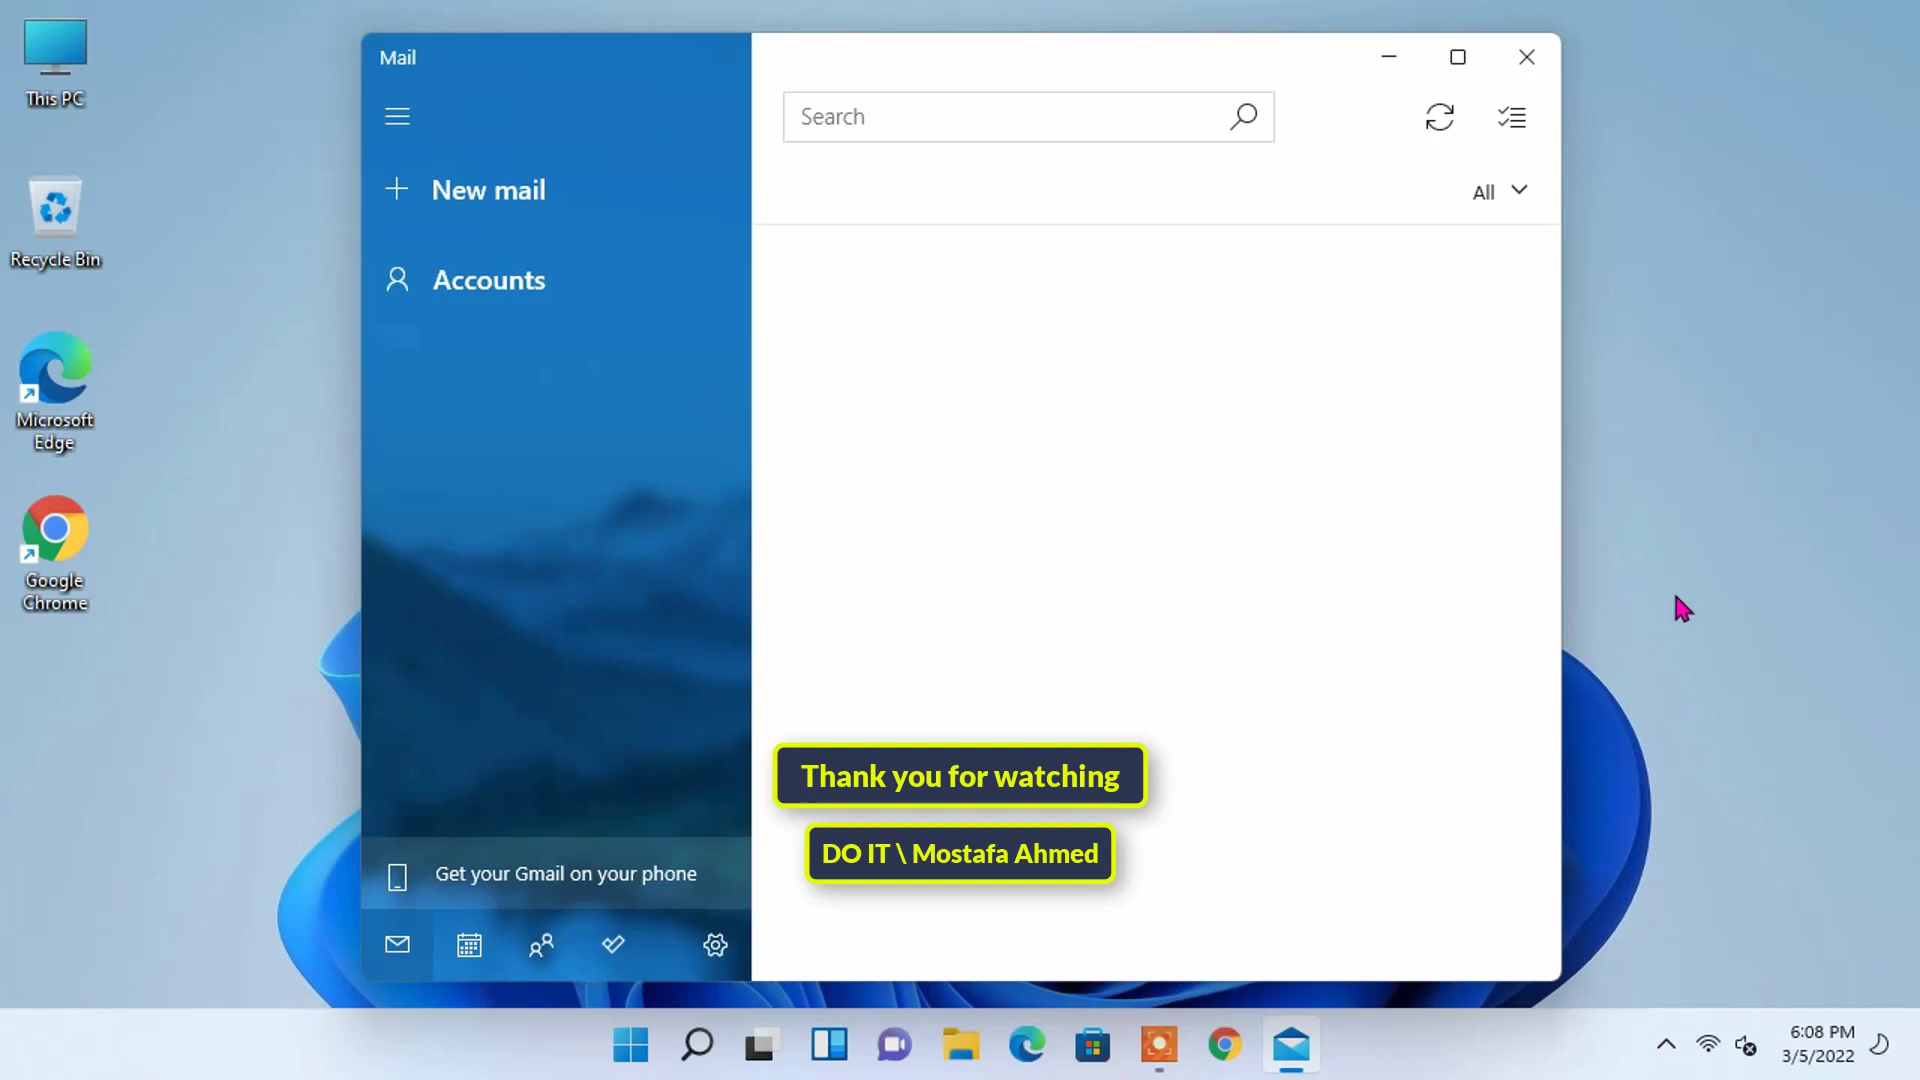 This PC
Recycle Bin
Microsoft
Edge
Google
Chrome
Mail
New mail
Accounts
Get your Gmail on your phone
Search
All
Thank you for watching
DO IT \ Mostafa Ahmed
6:08 PM
3/5/2022